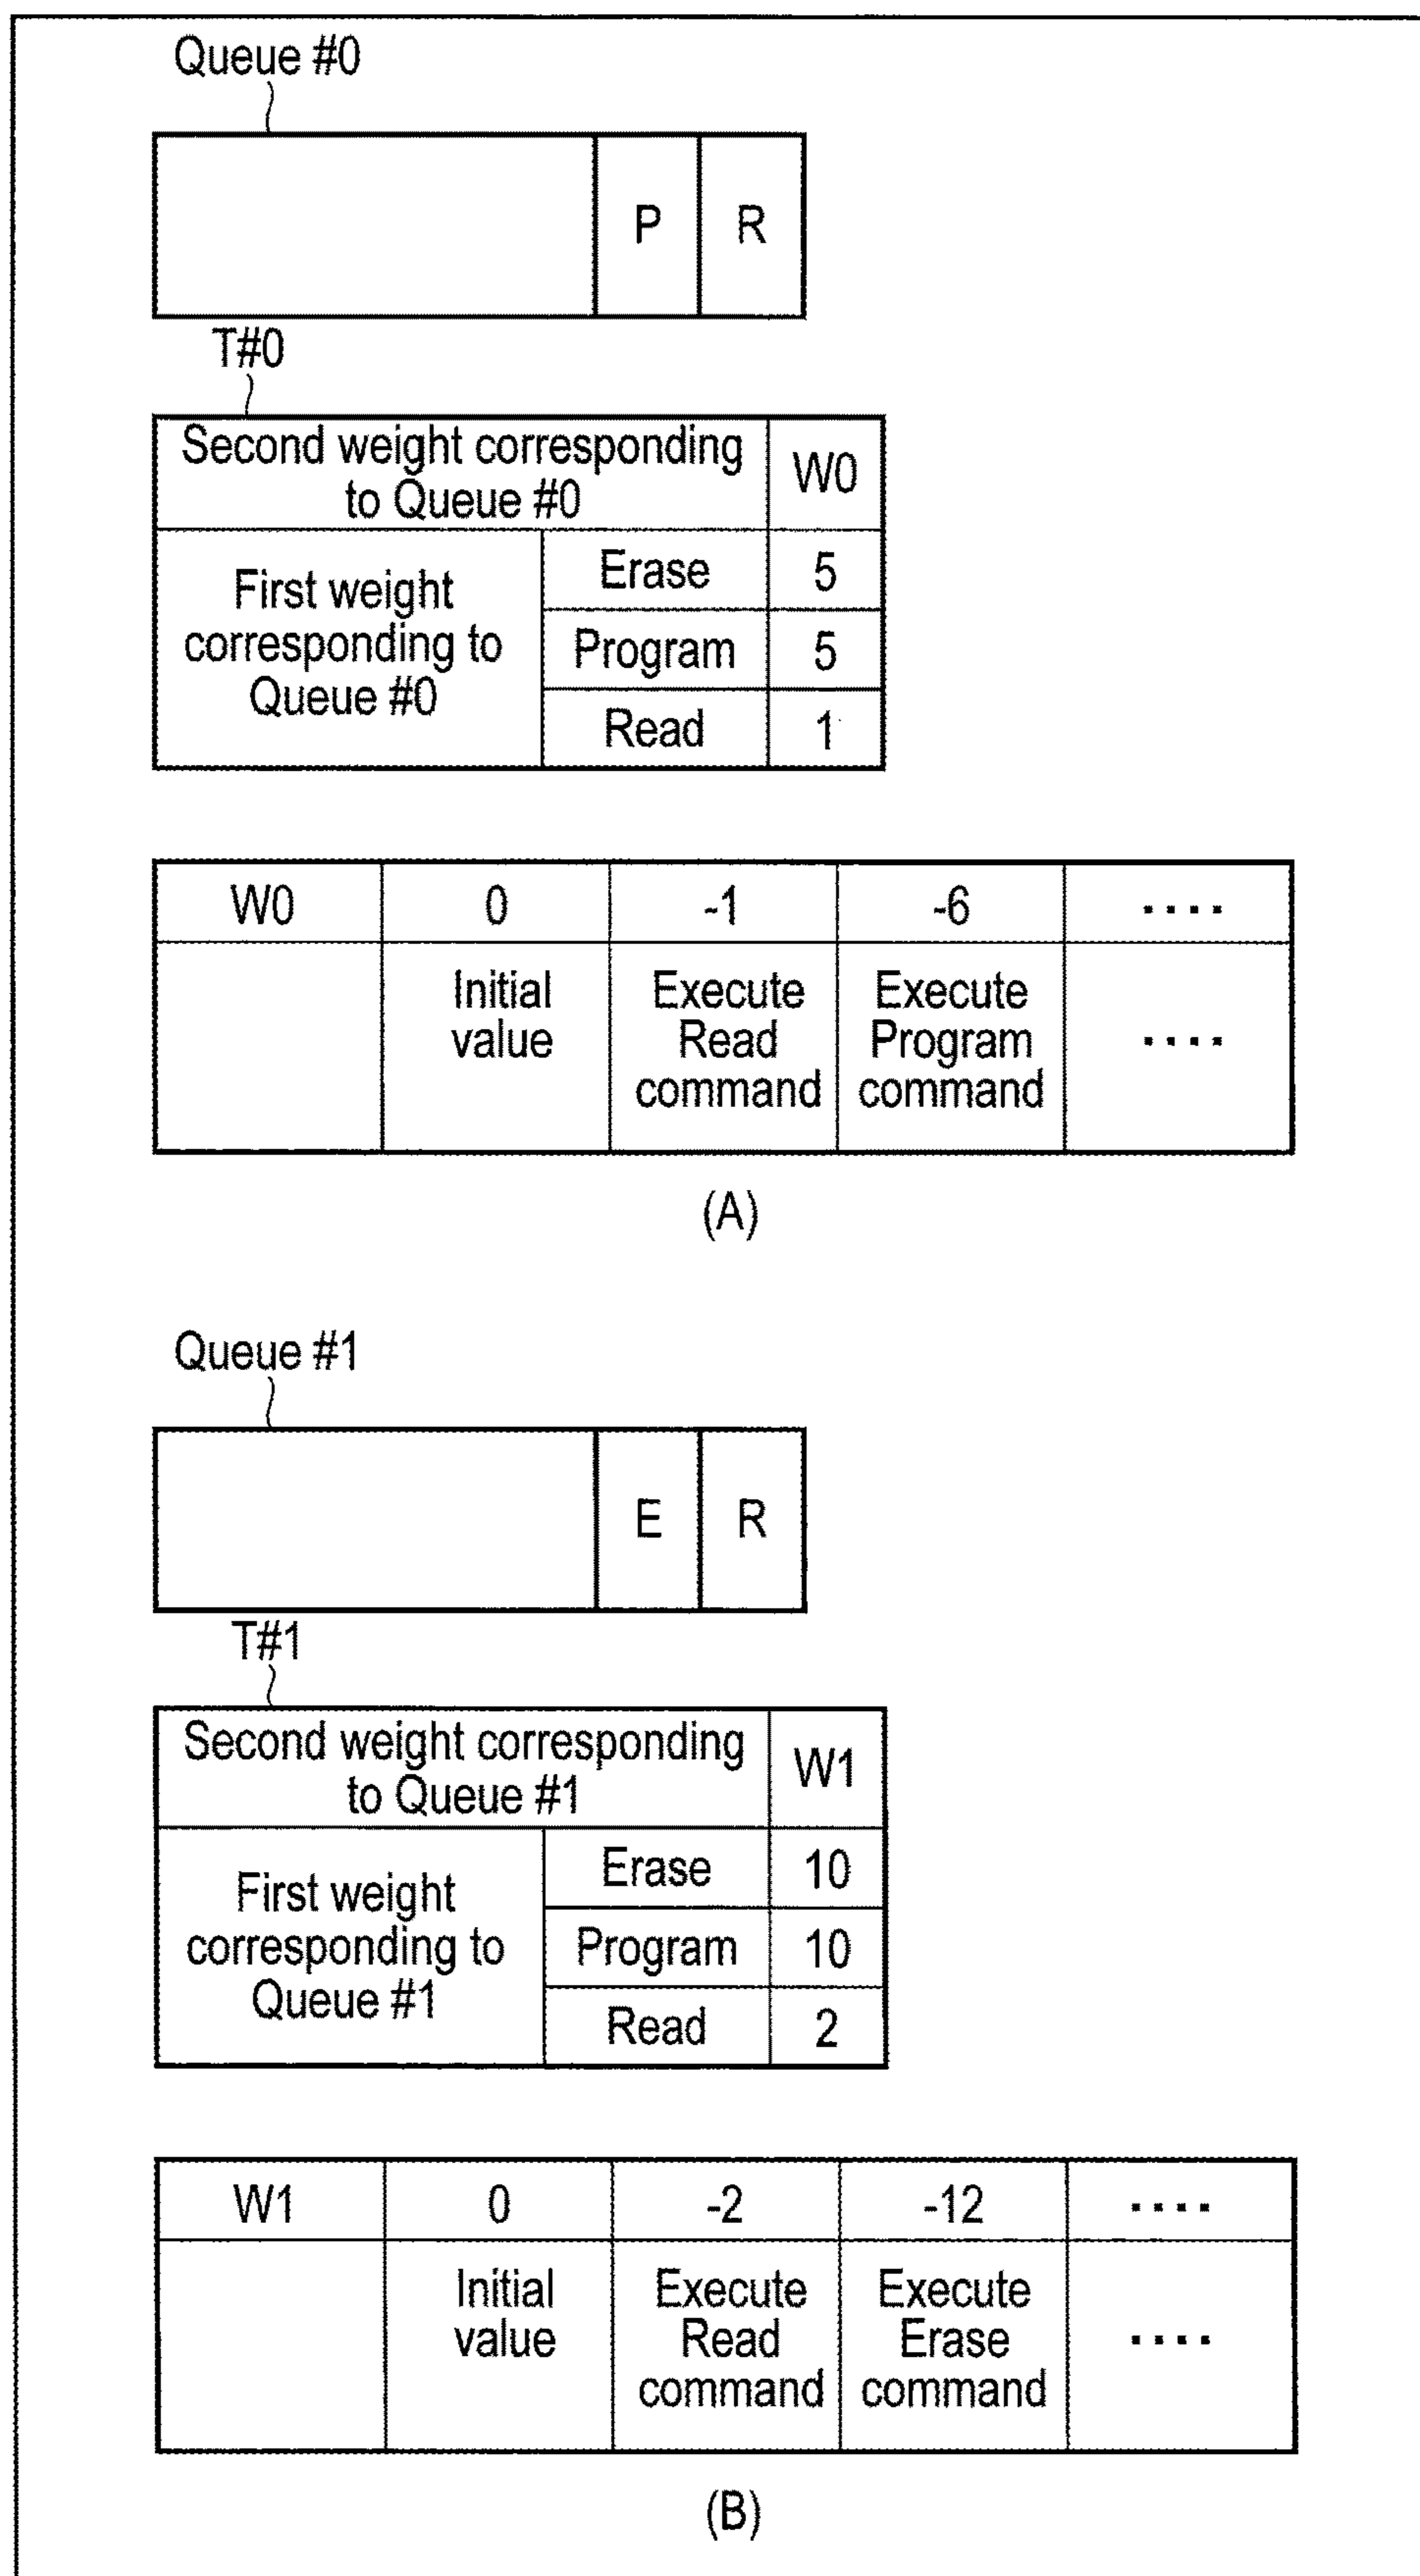 Queue #0
P R
T#0
Second weight corresponding
to Queue #0
W0
First weight
corresponding to
Queue #0
Erase 5
Program 5
Read 1
W0 0 -1 -6 ....
Initial
value
Execute
Read
command
Execute
Program
command
....
(A)
Queue #1
E R
T#1
Second weight corresponding
to Queue #1
W1
First weight
corresponding to
Queue #1
Erase 10
Program 10
Read 2
W1 0 -2 -12 ....
Initial
value
Execute
Read
command
Execute
Erase
command
....
(B)